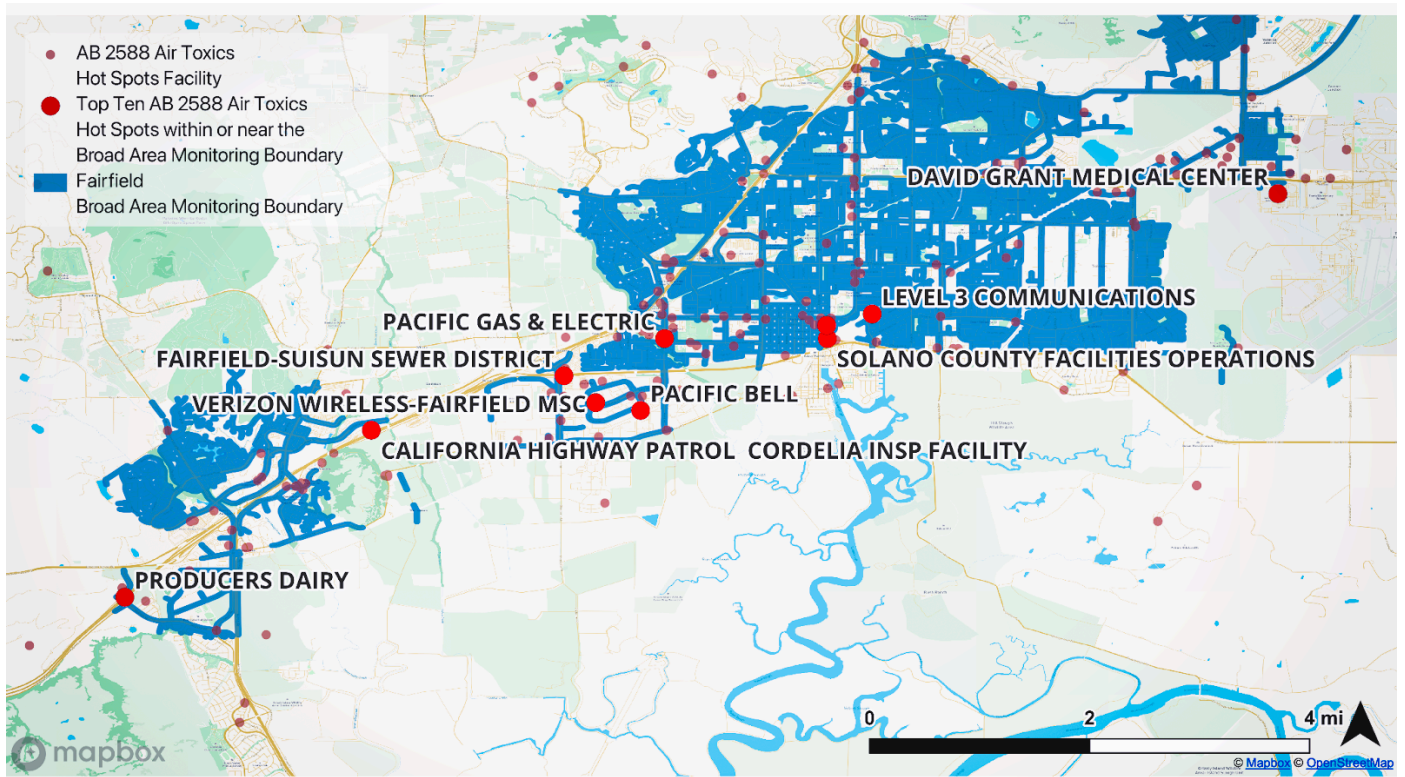 AB 2588 Air Toxics
Hot Spots Facility
Top Ten AB 2588 Air Toxics
Hot Spots within or near the
Broad Area Monitoring Boundary
Fairfield
Broad Area Monitoring Boundary
DAVID GRANT MEDICAL CENTER
LEVEL 3 COMMUNICATIONS
PACIFIC GAS & ELECTRIC
FAIRFIELD-SUISUN SEWER DISTRICT
SOLANO COUNTY FACILITIES OPERATIONS
VERIZON WIRELESS-FAIRFIELD MSC
PACIFIC BELL
CALIFORNIA HIGHWAY PATROL CORDELIA INSP FACILITY
PRODUCERS DAIRY
0 2 4 mi
mapbox
© Mapbox © OpenStreetMap